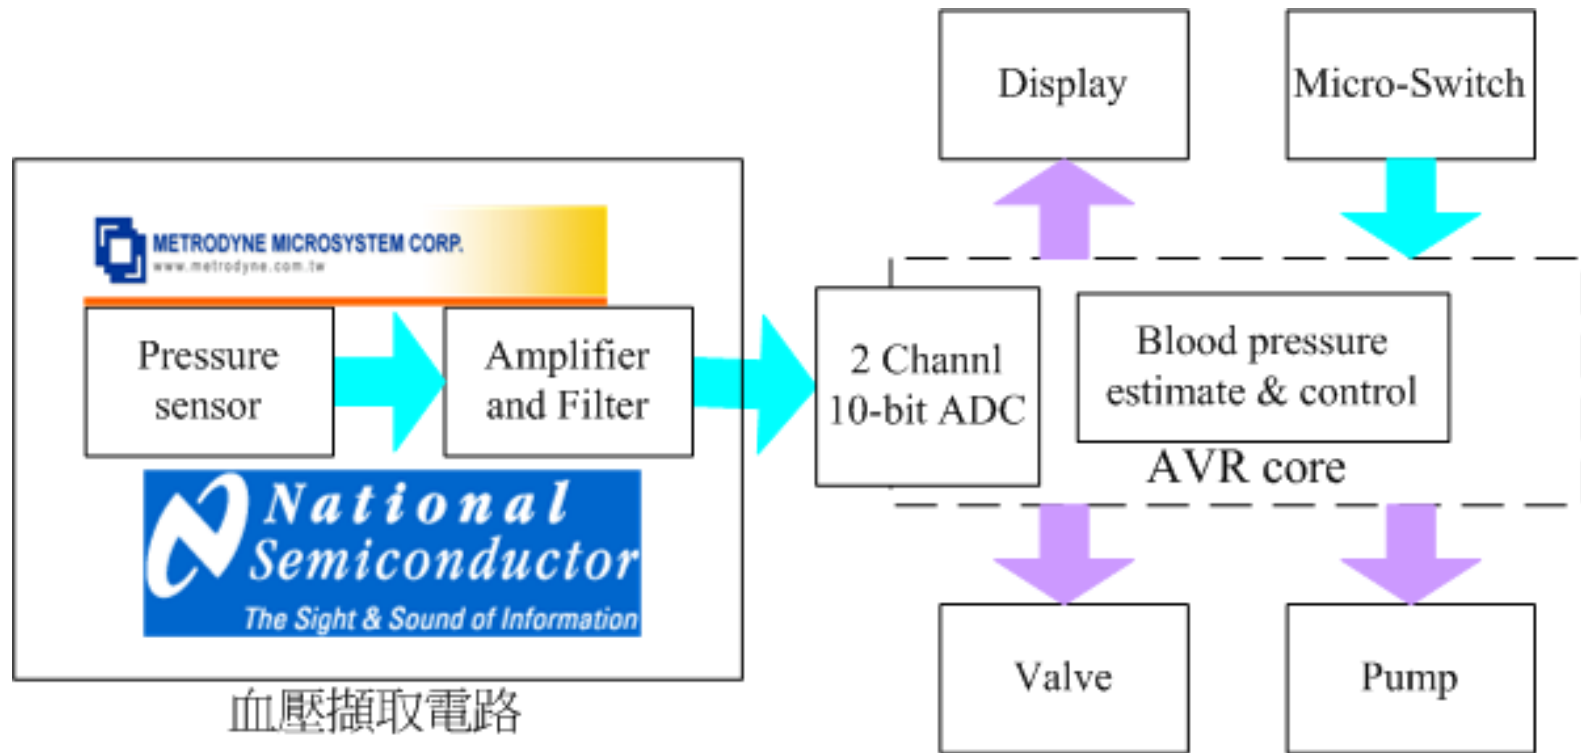 Display
Micro-Switch
METRODYNE MICROSYSTEM CORP.
www.metrodyne.com.tw
Pressure
sensor
Amplifier
and Filter
2 Channl
10-bit ADC
Blood pressure
estimate & control
AVR core
National
Semiconductor
The Sight & Sound of Information
血壓擷取電路
Valve
Pump